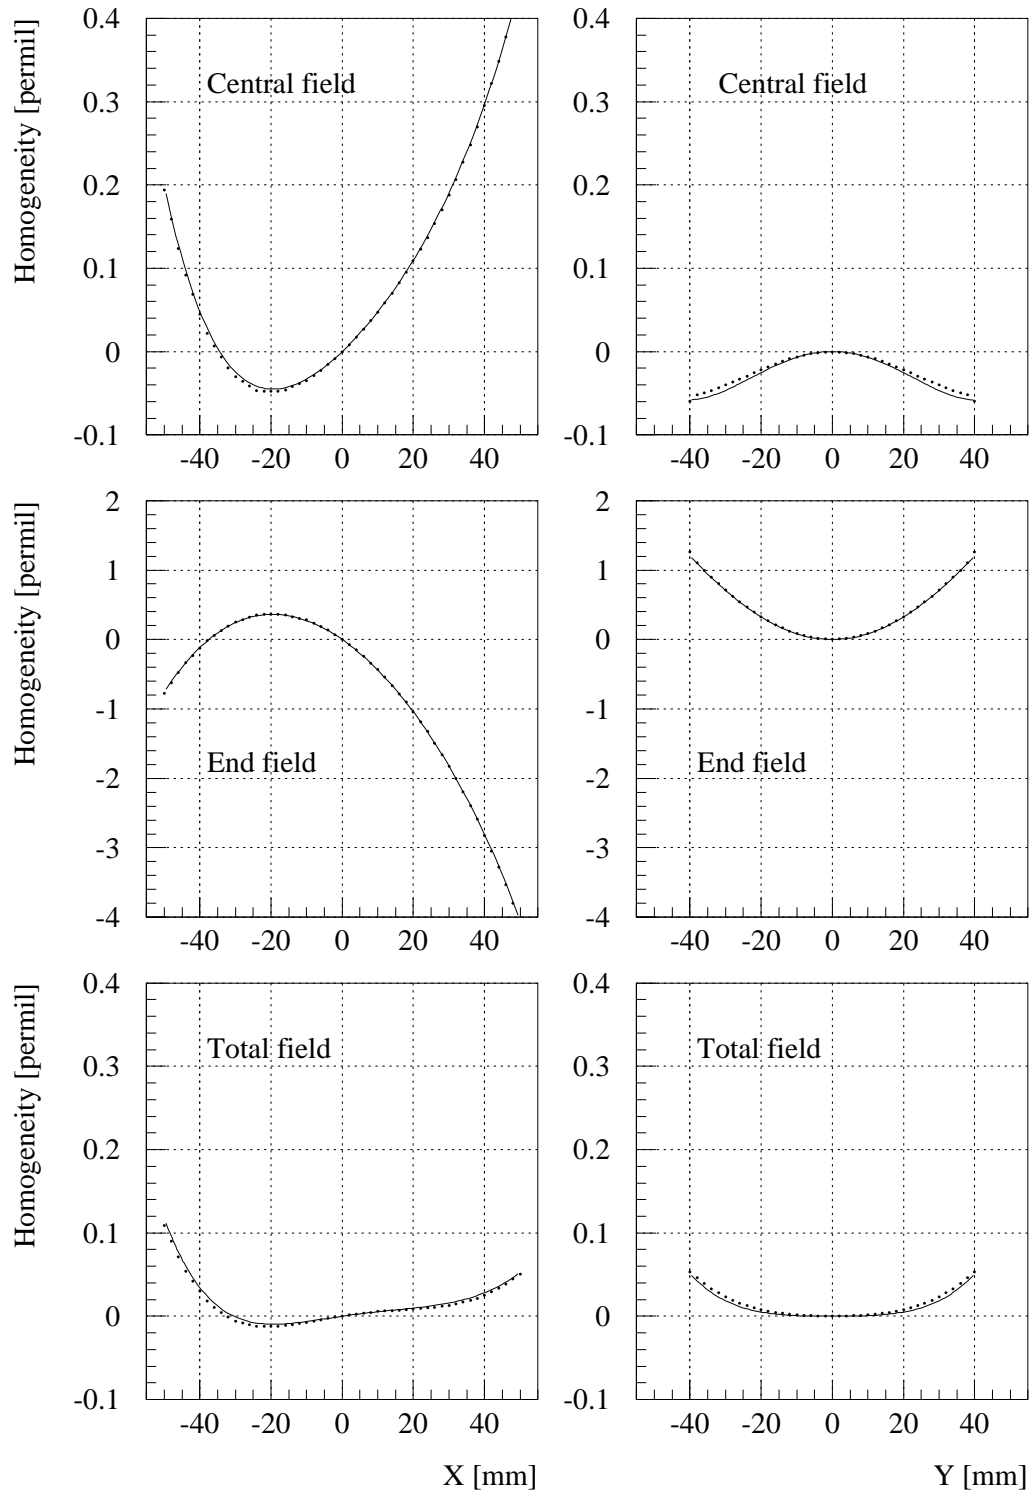 Homogeneity [permil]
0.4
0.3
0.2
0.1
0
-0.1
Central field
-40 -20 0 20 40
0.4
0.3
0.2
0.1
0
-0.1
Central field
-40 -20 0 20 40
Homogeneity [permil]
2
1
0
-1
-2
-3
-4
End field
-40 -20 0 20 40
2
1
0
-1
-2
-3
-4
End field
-40 -20 0 20 40
Homogeneity [permil]
0.4
0.3
0.2
0.1
0
-0.1
Total field
-40 -20 0 20 40
X [mm]
0.4
0.3
0.2
0.1
0
-0.1
Total field
-40 -20 0 20 40
Y [mm]